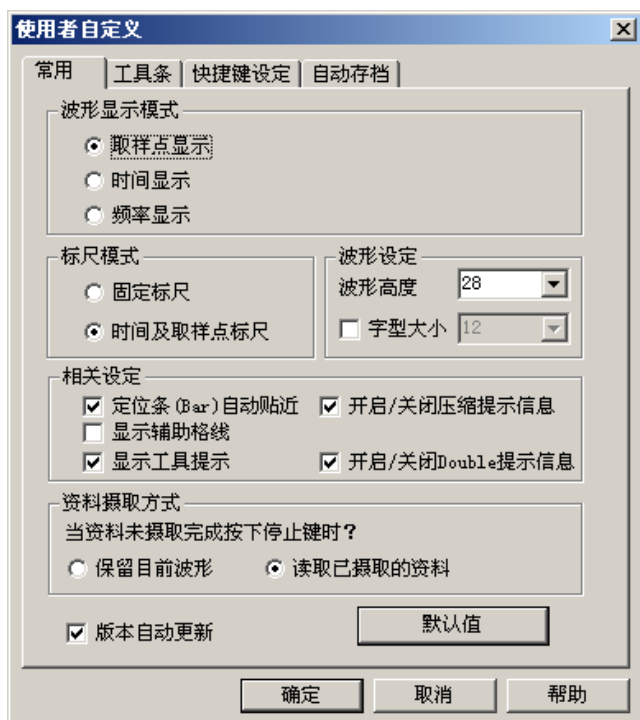 使用者自定义
常用 工具条 快捷键设定 自动存档
波形显示模式
取样点显示
时间显示
频率显示
标尺模式
固定标尺
时间及取样点标尺
波形设定
波形高度 28
字型大小 12
相关设定
定位条(Bar)自动贴近 开启/关闭压缩提示信息
显示辅助格线
显示工具提示 开启/关闭Double提示信息
资料摄取方式
当资料未摄取完成按下停止键时?
保留目前波形 读取已摄取的资料
版本自动更新 默认值
确定 取消 帮助